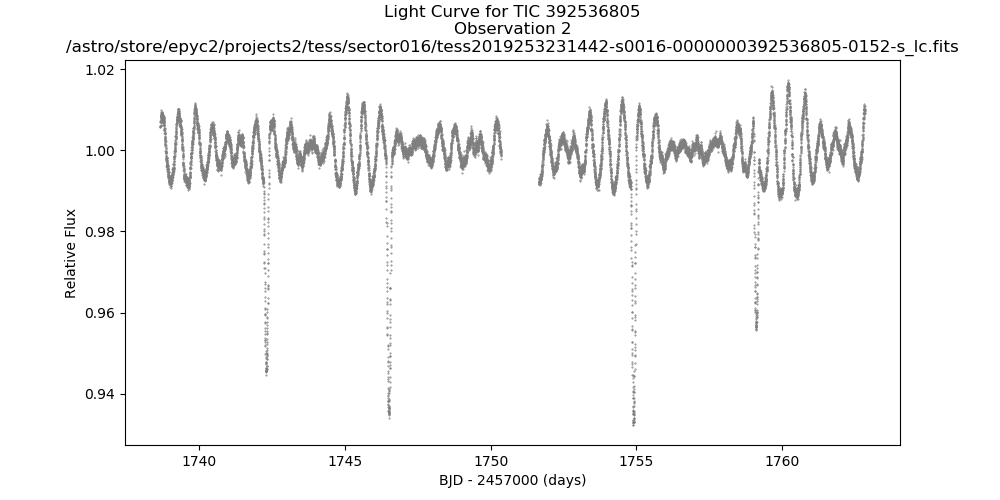 Light Curve for TIC 392536805
Observation 2
/astro/store/epyc2/projects2/tess/sector016/tess2019253231442-s0016-0000000392536805-0152-s_lc.fits
1.02
1.00
0.98
0.96
0.94
Relative Flux
1740
1745
1750
1755
1760
BJD - 2457000 (days)